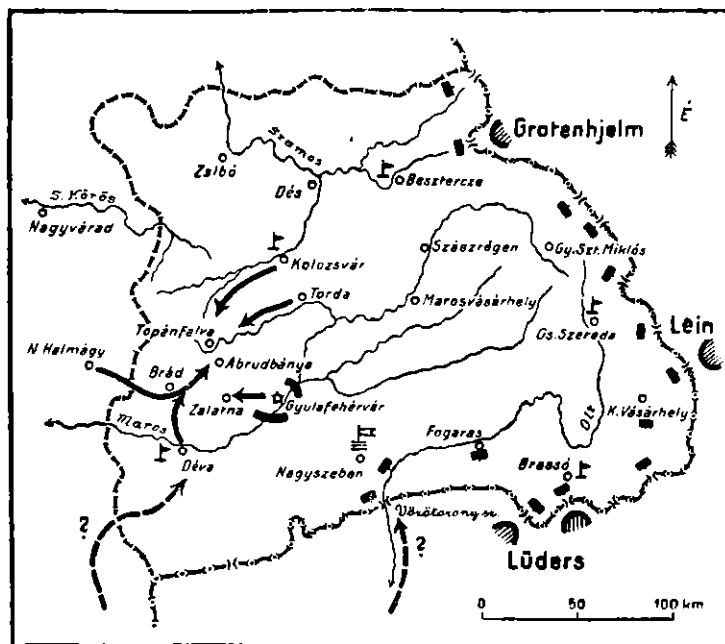 Grotenhjelm
É
Szamos
Zsibó
Dés
Besztercze
S. Körös
Nagyvárad
Szászrégen
Gy. Szt. Miklós
Kolozsvár
Torda
Marosvásárhely
Topánfalva
Cs. Szereda
Lein
N. Halmágy
Abrudbánya
Brád
Zalatna
Gyulafehérvár
Olt
K. Vásárhely
Maros
Déva
Fogaras
Nagyszeben
Brassó
Vöröstorony sz.
?
?
Lüders
0 50 100 km